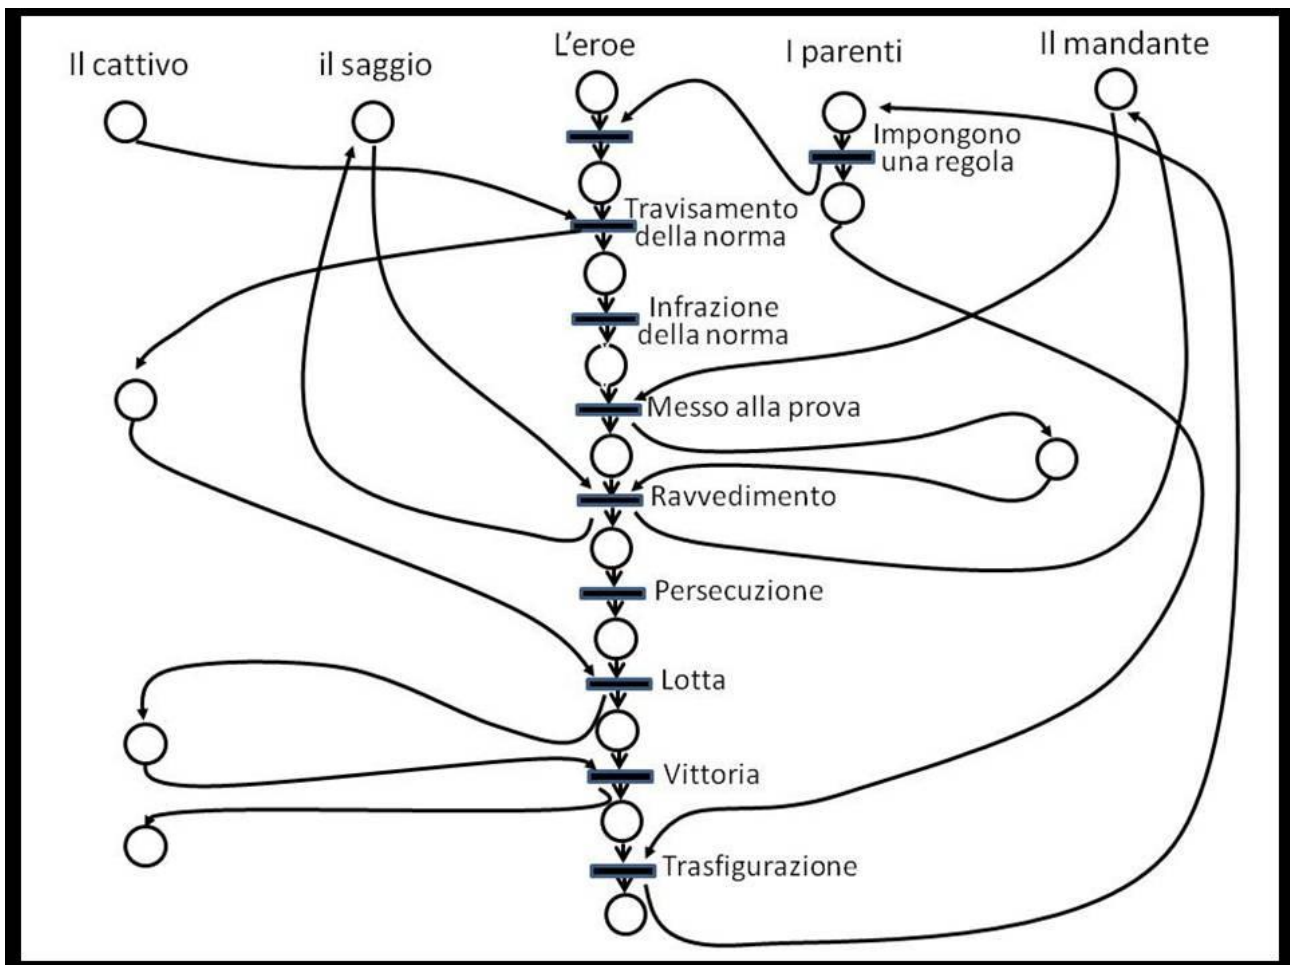 Il cattivo
il saggio
L'eroe
I parenti
Il mandante
Impongono
una regola
Travisamento
della norma
Infrazione
della norma
Messo alla prova
Ravvedimento
Persecuzione
Lotta
Vittoria
Trasfigurazione